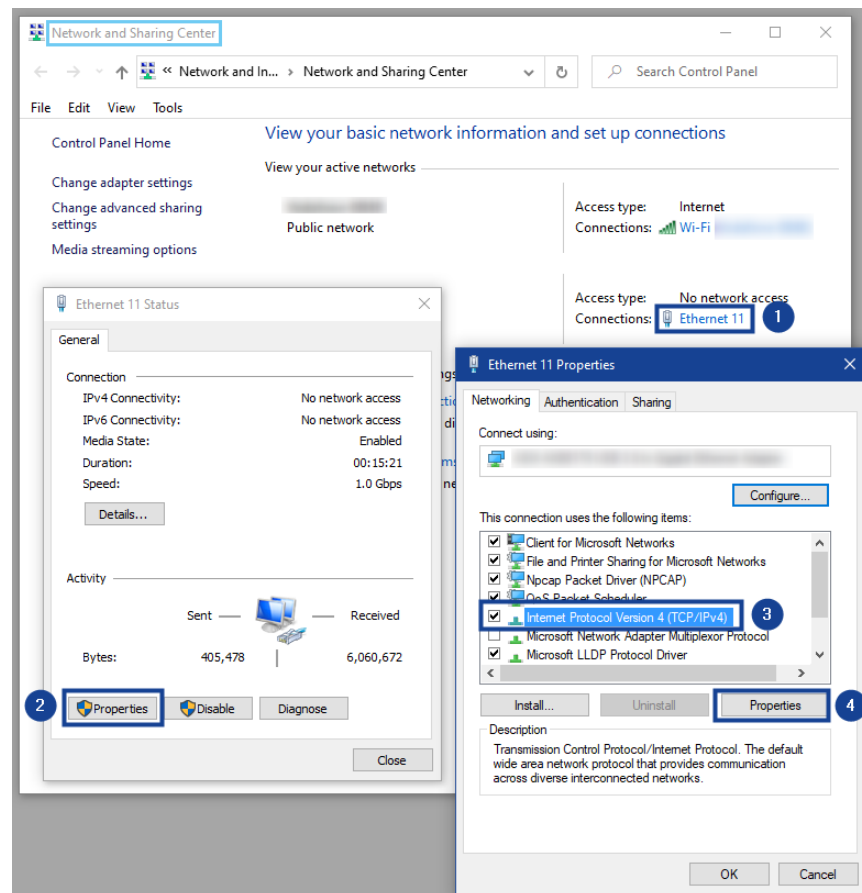 Network and Sharing Center
« Network and In... › Network and Sharing Center
Search Control Panel
File Edit View Tools
Control Panel Home
Change adapter settings
Change advanced sharing
settings
Media streaming options
View your basic network information and set up connections
View your active networks
Public network
Access type: Internet
Connections: Wi-Fi
Access type: No network access
Connections: Ethernet 11
1
Ethernet 11 Status
General
Connection
IPv4 Connectivity: No network access
IPv6 Connectivity: No network access
Media State: Enabled
Duration: 00:15:21
Speed: 1.0 Gbps
Details...
Activity
Sent Received
Bytes: 405,478 6,060,672
2
Properties Disable Diagnose
Close
Ethernet 11 Properties
Networking Authentication Sharing
Connect using:
Configure...
This connection uses the following items:
Client for Microsoft Networks
File and Printer Sharing for Microsoft Networks
Npcap Packet Driver (NPCAP)
QoS Packet Scheduler
Internet Protocol Version 4 (TCP/IPv4)
3
Microsoft Network Adapter Multiplexor Protocol
Microsoft LLDP Protocol Driver
Install... Uninstall Properties
4
Description
Transmission Control Protocol/Internet Protocol. The default
wide area network protocol that provides communication
across diverse interconnected networks.
OK Cancel